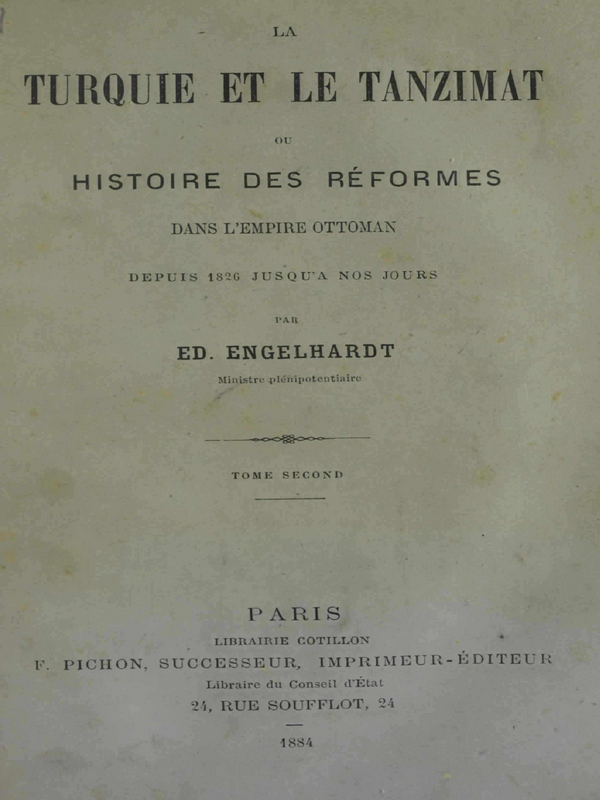 LA
TURQUIE ET LE TANZIMAT
OU
HISTOIRE DES RÉFORMES
DANS L'EMPIRE OTTOMAN
DEPUIS 1826 JUSQU'A NOS JOURS
PAR
ED. ENGELHARDT
Ministre plénipotentiaire
TOME SECOND
PARIS
LIBRAIRIE COTILLON
F. PICHON, SUCCESSEUR, IMPRIMEUR-ÉDITEUR
Libraire du Conseil d'État
24, RUE SOUFFLOT, 24
1884